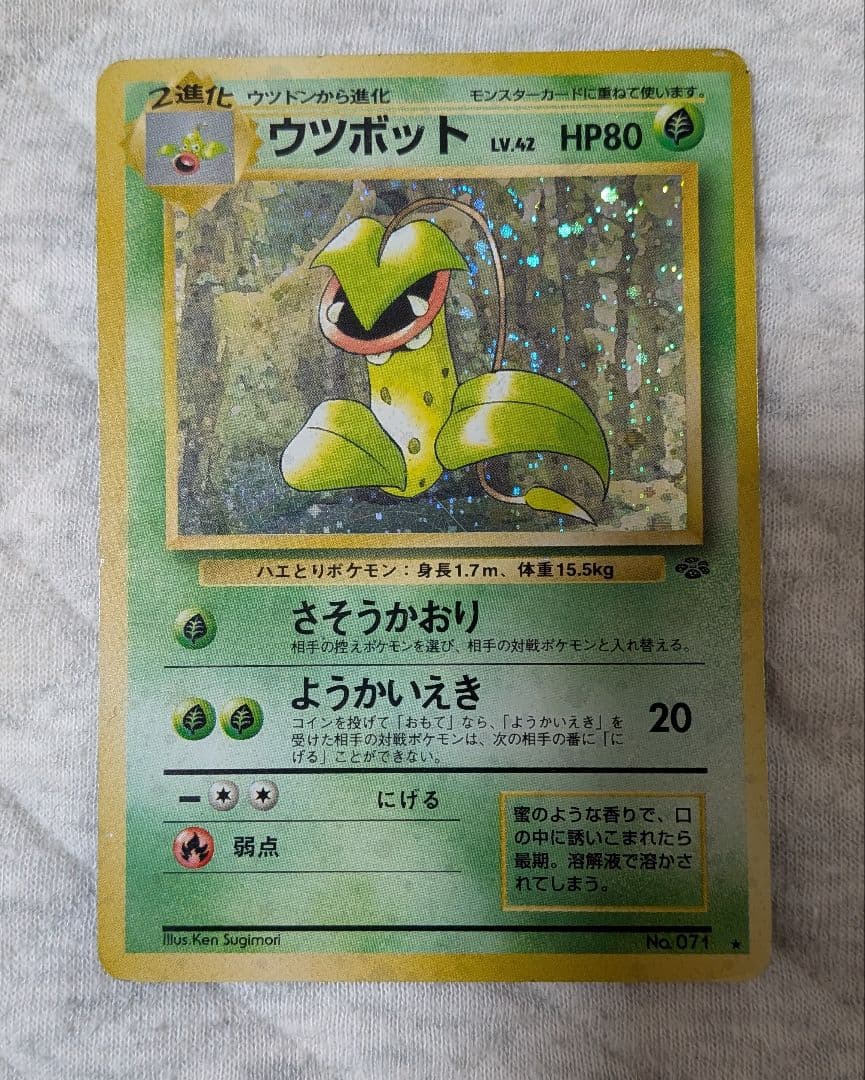 2進化 ウツドンから進化 モンスターカードに重ねて使います。
ウツボット LV.42 HP80
ハエとりポケモン：身長1.7m、体重15.5kg
さそうかおり
相手の控えポケモンを選び、相手の対戦ポケモンと入れ替える。
ようかいえき 20
コインを投げて「おもて」なら、「ようかいえき」を
受けた相手の対戦ポケモンは、次の相手の番に「に
げる」ことができない。
にげる
弱点
蜜のような香りで、口
の中に誘いこまれたら
最期。溶解液で溶かさ
れてしまう。
Illus.Ken Sugimori No.071 ★